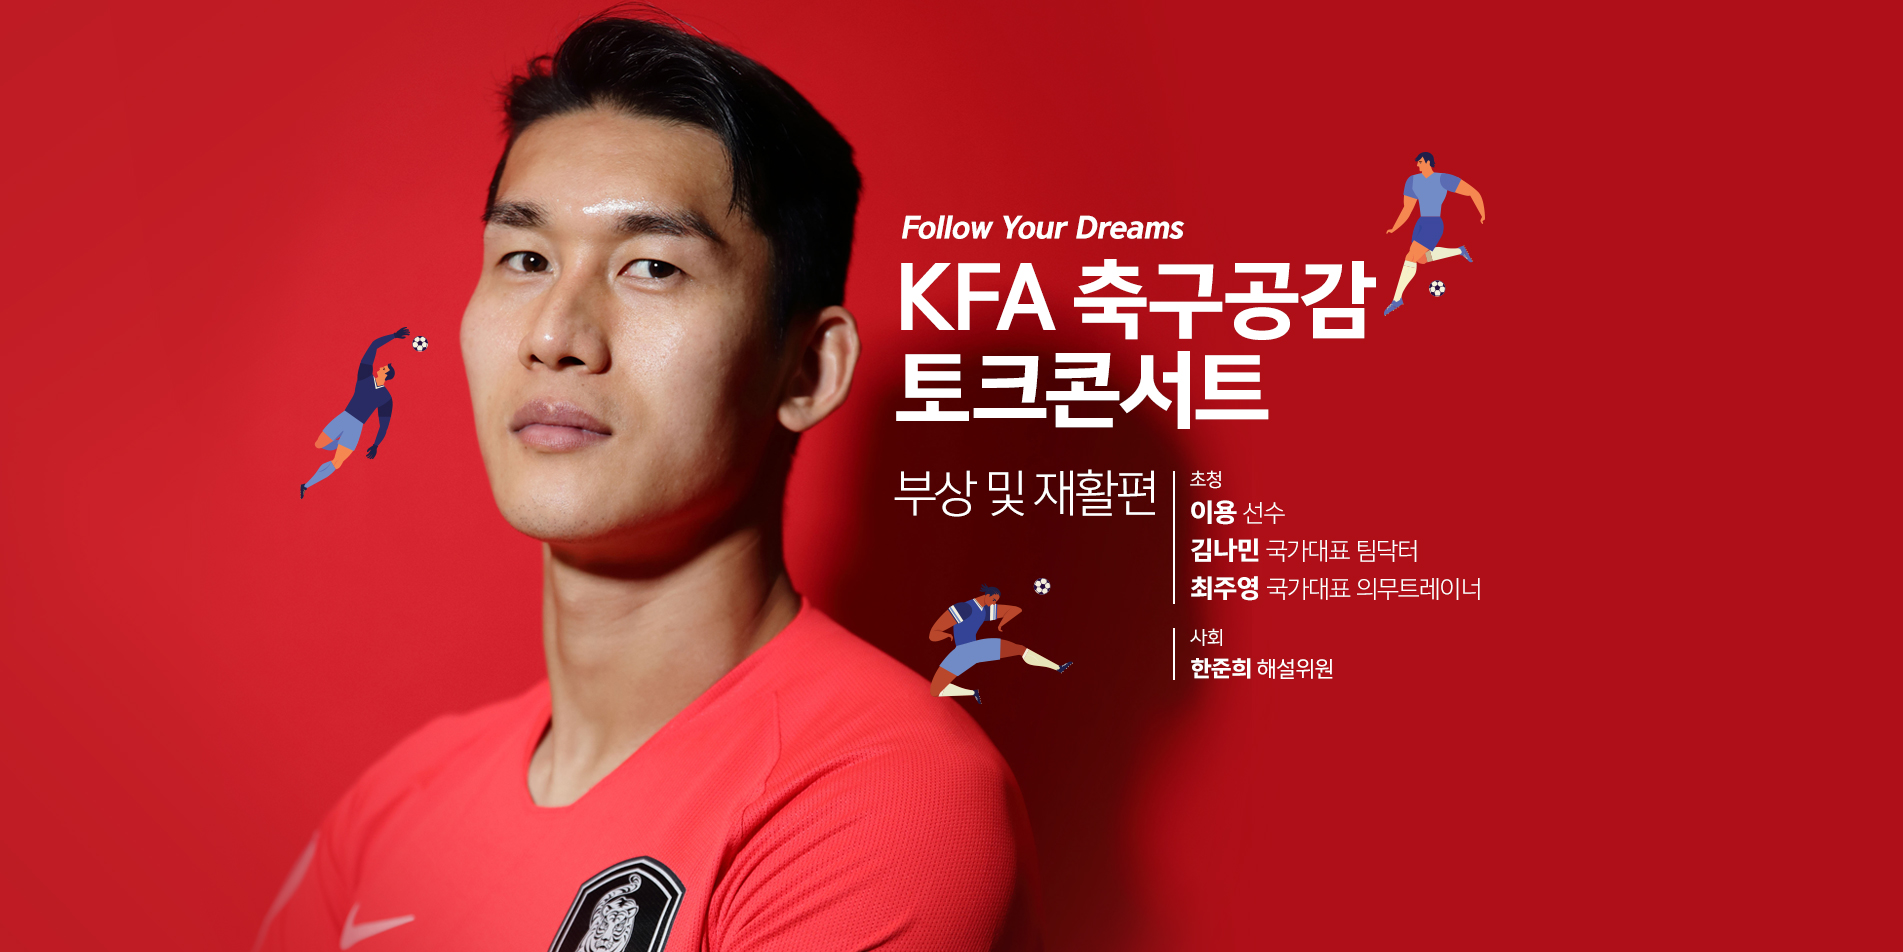 Follow Your Dreams
KFA 축구공감
토크콘서트
부상 및 재활편
초청
이용 선수
김나민 국가대표 팀닥터
최주영 국가대표 의무트레이너
사회
한준희 해설위원